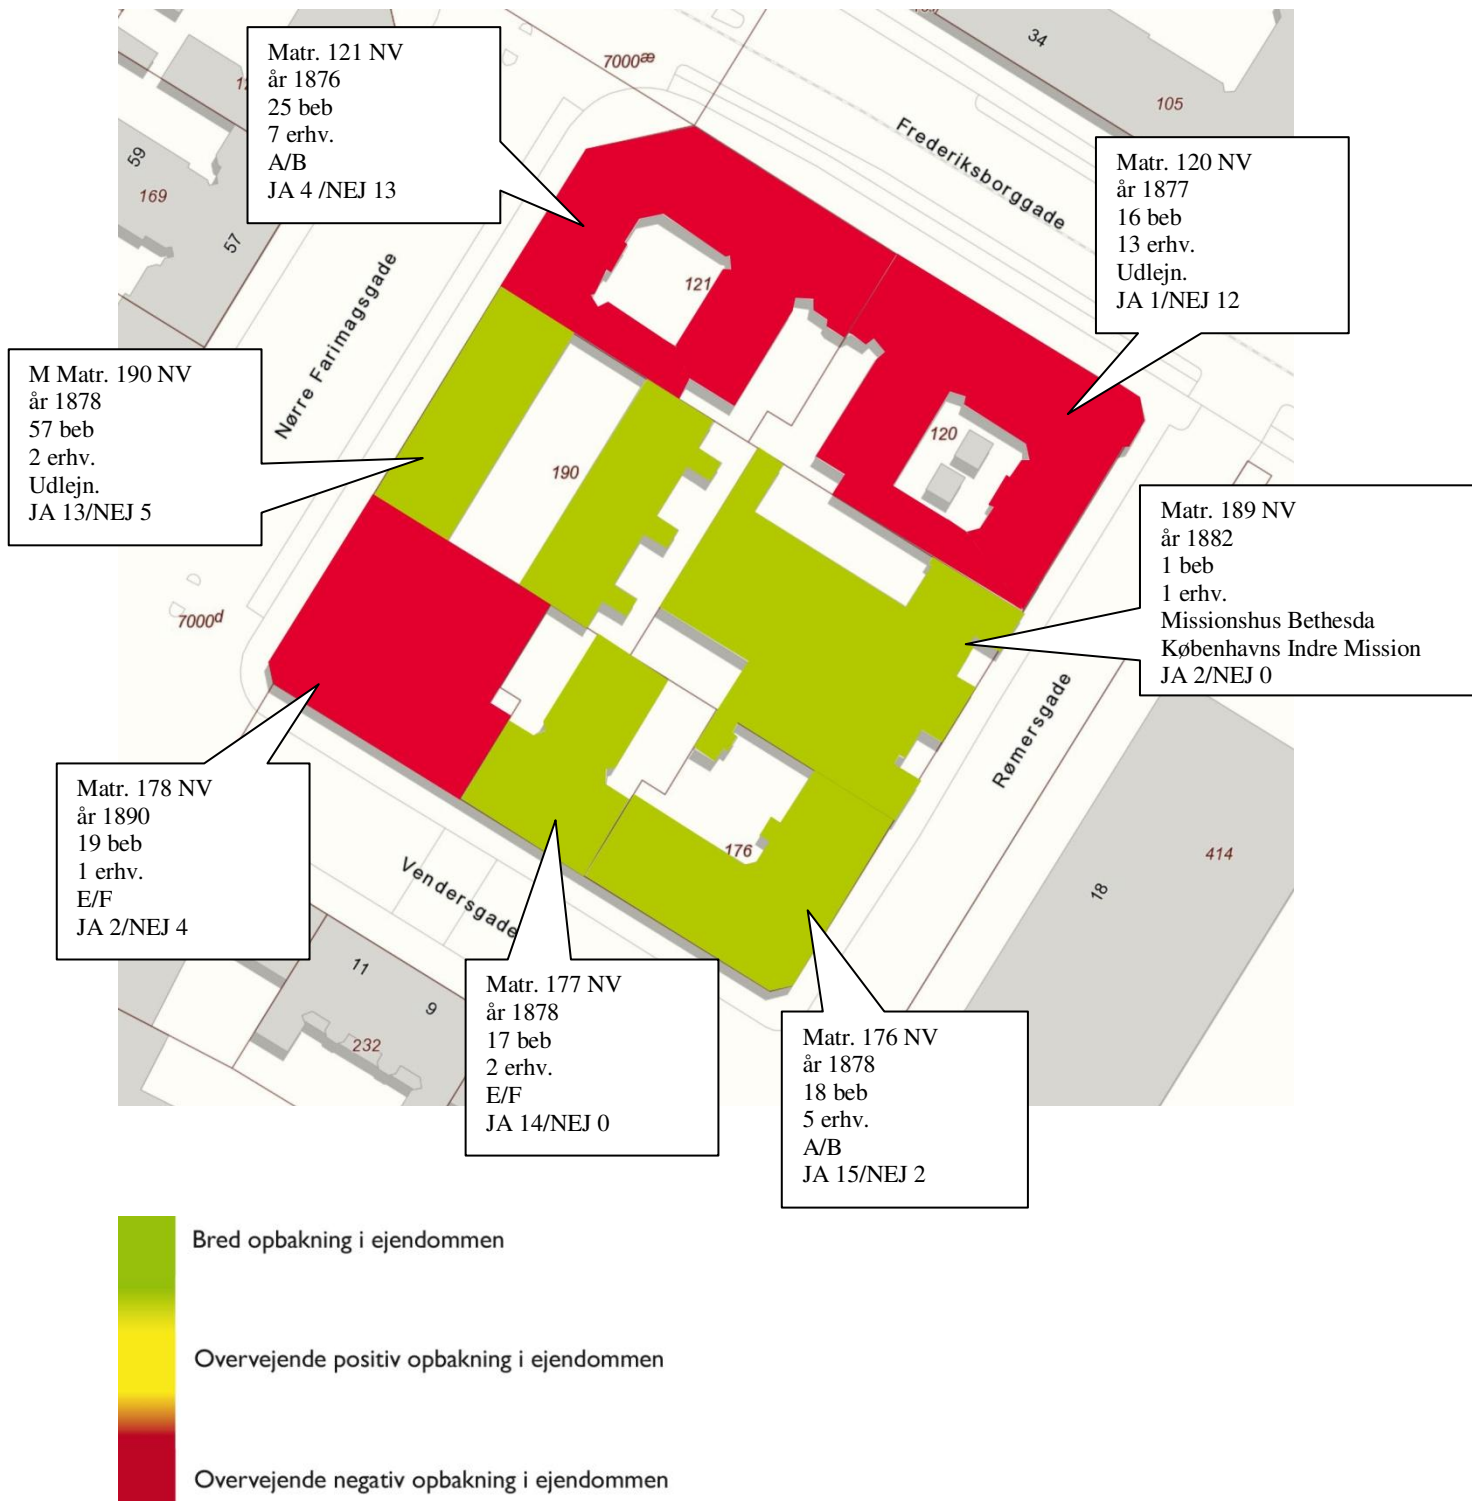 Matr. 121 NV
år 1876
25 beb
7 erhv.
A/B
JA 4 /NEJ 13
7000æ
34
105
Frederiksborggade
Matr. 120 NV
år 1877
16 beb
13 erhv.
Udlejn.
JA 1/NEJ 12
59
169
57
Nørre Farimagsgade
121
120
190
M Matr. 190 NV
år 1878
57 beb
2 erhv.
Udlejn.
JA 13/NEJ 5
Matr. 189 NV
år 1882
1 beb
1 erhv.
Missionshus Bethesda
Københavns Indre Mission
JA 2/NEJ 0
7000d
Rømersgade
Matr. 178 NV
år 1890
19 beb
1 erhv.
E/F
JA 2/NEJ 4
176
414
18
Vendersgade
11
9
232
Matr. 177 NV
år 1878
17 beb
2 erhv.
E/F
JA 14/NEJ 0
Matr. 176 NV
år 1878
18 beb
5 erhv.
A/B
JA 15/NEJ 2
Bred opbakning i ejendommen
Overvejende positiv opbakning i ejendommen
Overvejende negativ opbakning i ejendommen